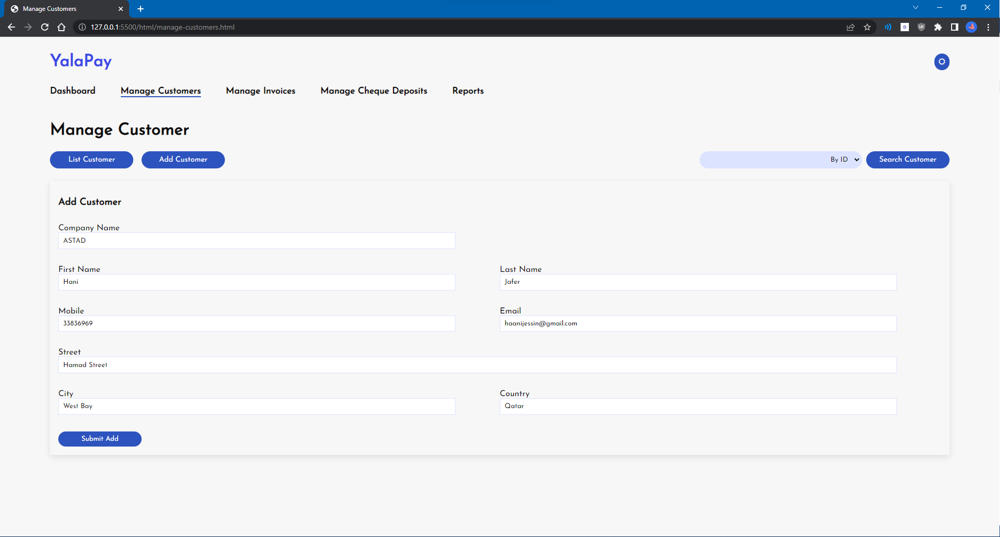 Manage Customers
127.0.0.1:5500/html/manage-customers.html
YalaPay
Dashboard Manage Customers Manage Invoices Manage Cheque Deposits Reports
Manage Customer
List Customer Add Customer By ID Search Customer
Add Customer
Company Name
ASTAD
First Name Last Name
Hani Jafer
Mobile Email
33836969 haanijessin@gmail.com
Street
Hamad Street
City Country
West Bay Qatar
Submit Add